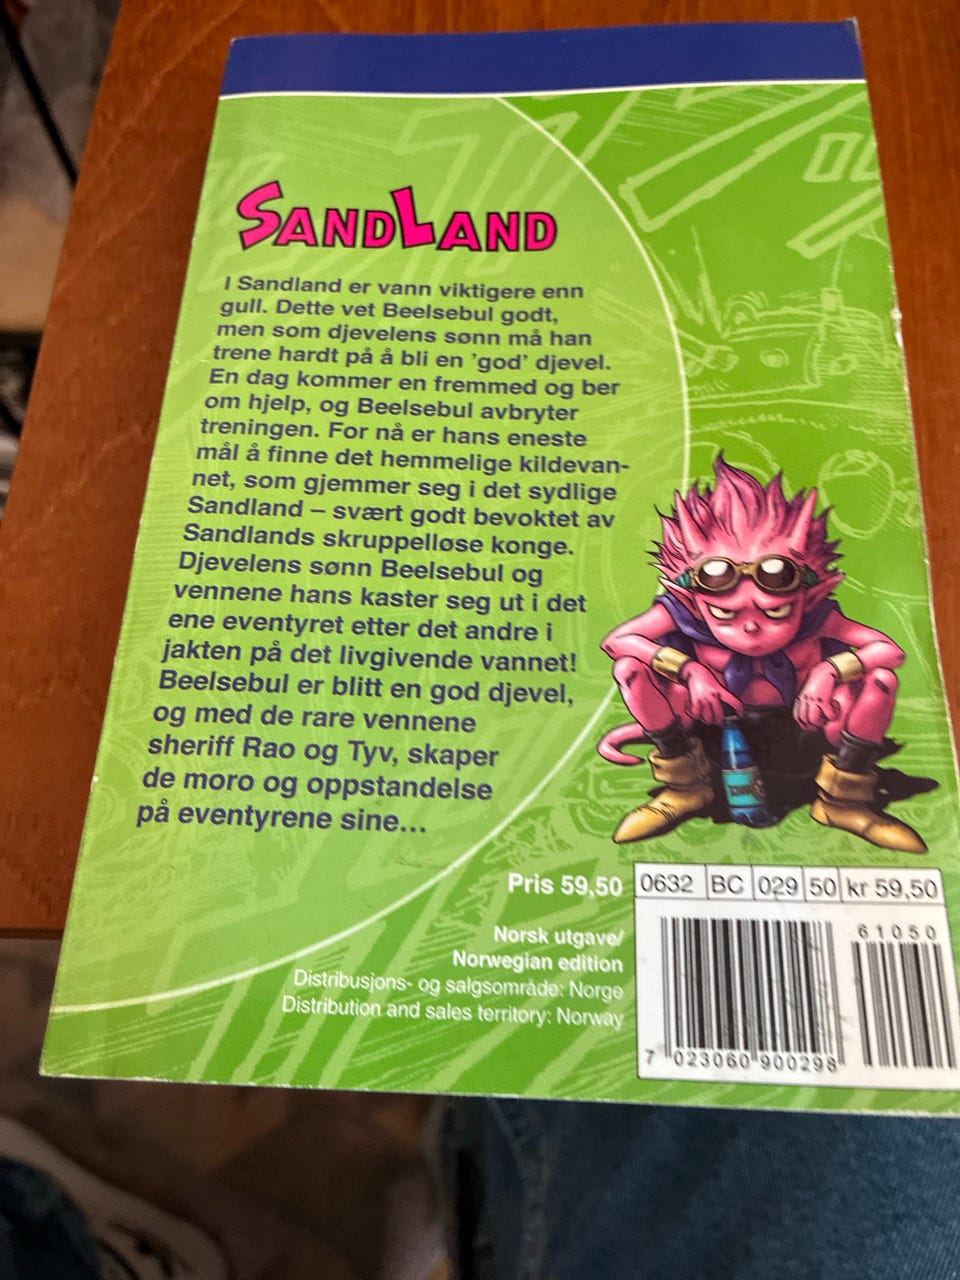 SANDLAND
I Sandland er vann viktigere enn
gull. Dette vet Beelsebul godt,
men som djevelens sønn må han
trene hardt på å bli en 'god' djevel.
En dag kommer en fremmed og ber
om hjelp, og Beelsebul avbryter
treningen. For nå er hans eneste
mål å finne det hemmelige kildevan-
net, som gjemmer seg i det sydlige
Sandland – svært godt bevoktet av
Sandlands skruppelløse konge.
Djevelens sønn Beelsebul og
vennene hans kaster seg ut i det
ene eventyret etter det andre i
jakten på det livgivende vannet!
Beelsebul er blitt en god djevel,
og med de rare vennene
sheriff Rao og Tyv, skaper
de moro og oppstandelse
på eventyrene sine...
Pris 59,50
0632 BC 029 50 kr 59,50
Norsk utgave/
Norwegian edition
Distribusjons- og salgsområde: Norge
Distribution and sales territory: Norway
61050
7 023060 900298